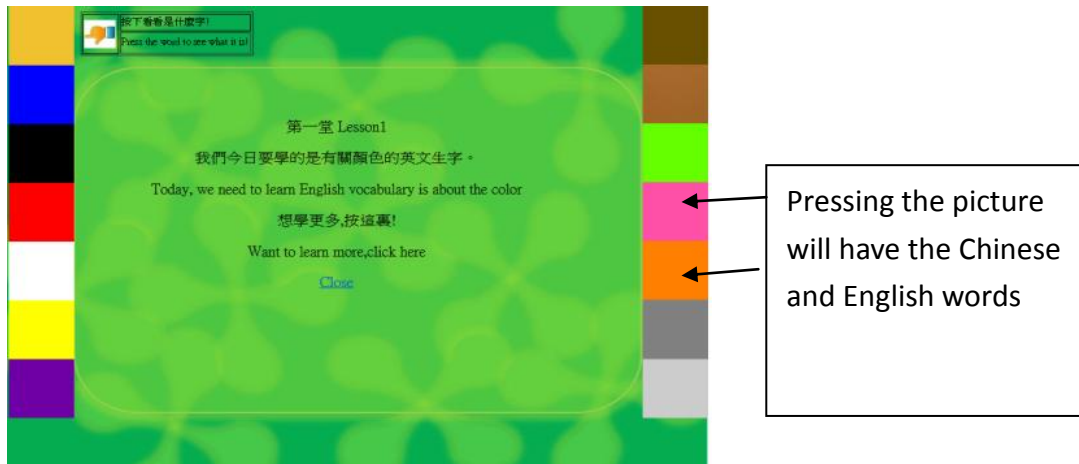 按下看看是什麼字!
Press the word to see what it is!
第一堂 Lesson1
我們今日要學的是有關顏色的英文生字。
Today, we need to learn English vocabulary is about the color
想學更多,按這裏!
Want to learn more,click here
Close
Pressing the picture
will have the Chinese
and English words